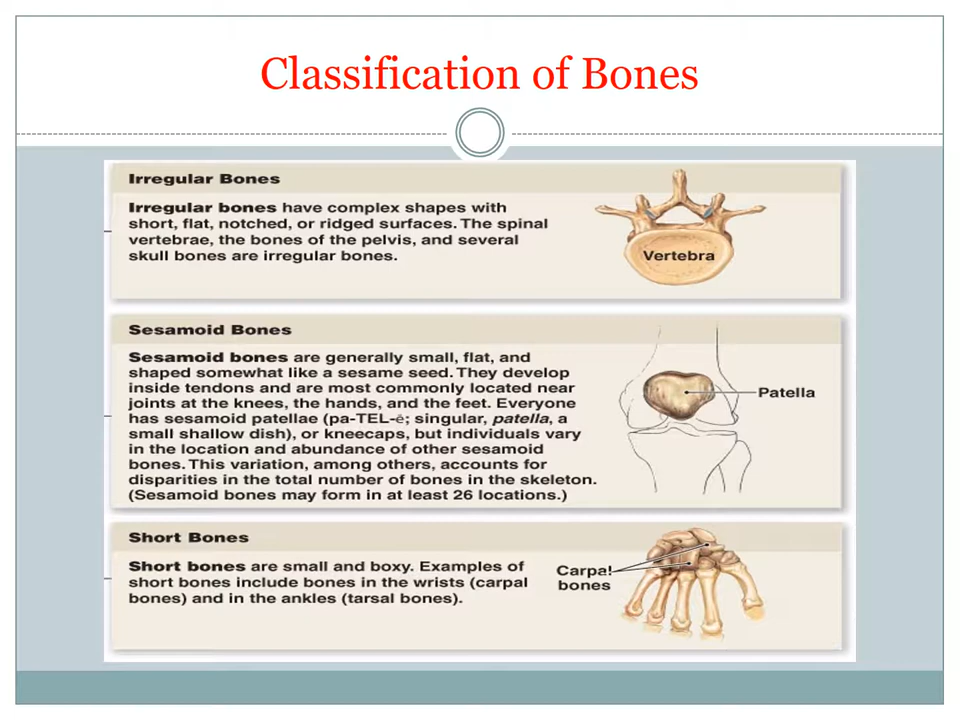 Classification of Bones
Irregular Bones
Irregular bones have complex shapes with
short, flat, notched, or ridged surfaces. The spinal
vertebrae, the bones of the pelvis, and several
skull bones are irregular bones.
Vertebra
Sesamoid Bones
Sesamoid bones are generally small, flat, and
shaped somewhat like a sesame seed. They develop
inside tendons and are most commonly located near
joints at the knees, the hands, and the feet. Everyone
has sesamoid patellae (pa-TEL-ē; singular, patella, a
small shallow dish), or kneecaps, but individuals vary
in the location and abundance of other sesamoid
bones. This variation, among others, accounts for
disparities in the total number of bones in the skeleton.
(Sesamoid bones may form in at least 26 locations.)
Patella
Short Bones
Short bones are small and boxy. Examples of
short bones include bones in the wrists (carpal
bones) and in the ankles (tarsal bones).
Carpal
bones